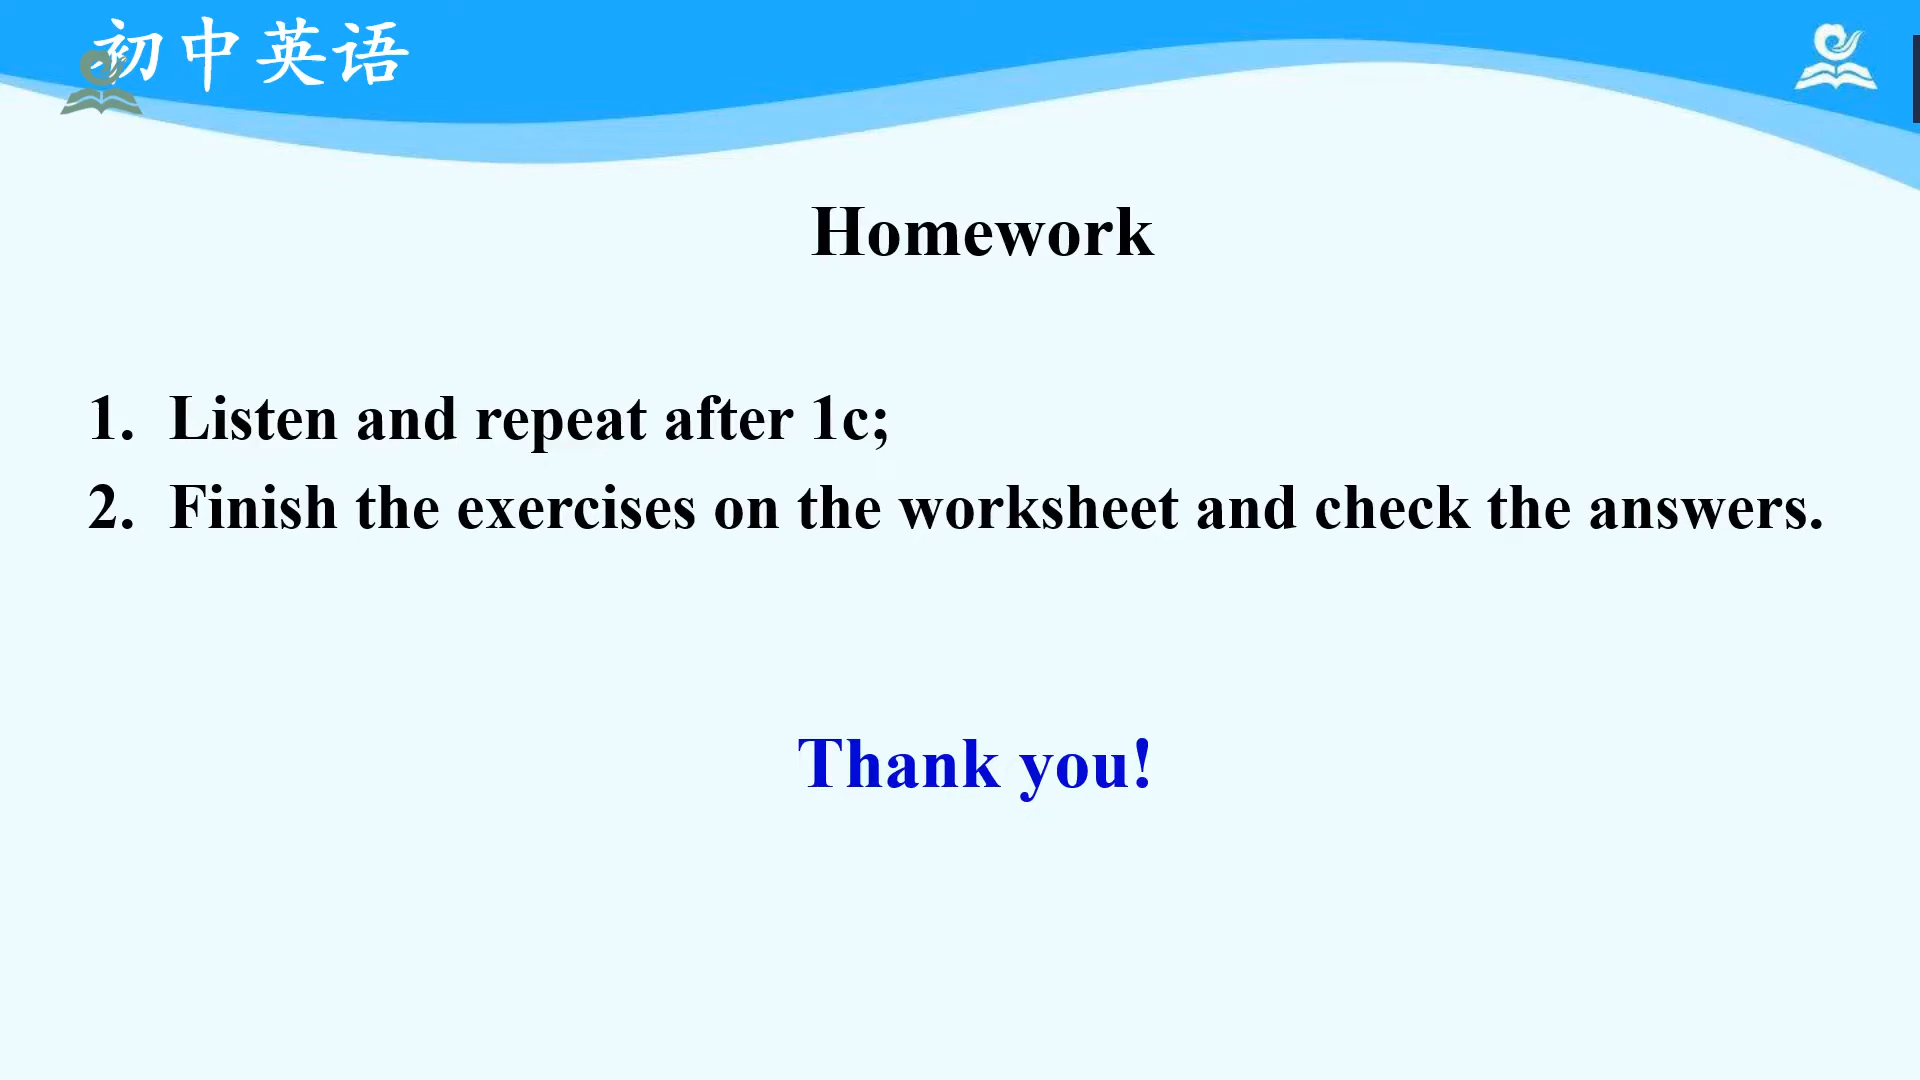 初中英语
Homework
1. Listen and repeat after 1c;
2. Finish the exercises on the worksheet and check the answers.
Thank you!